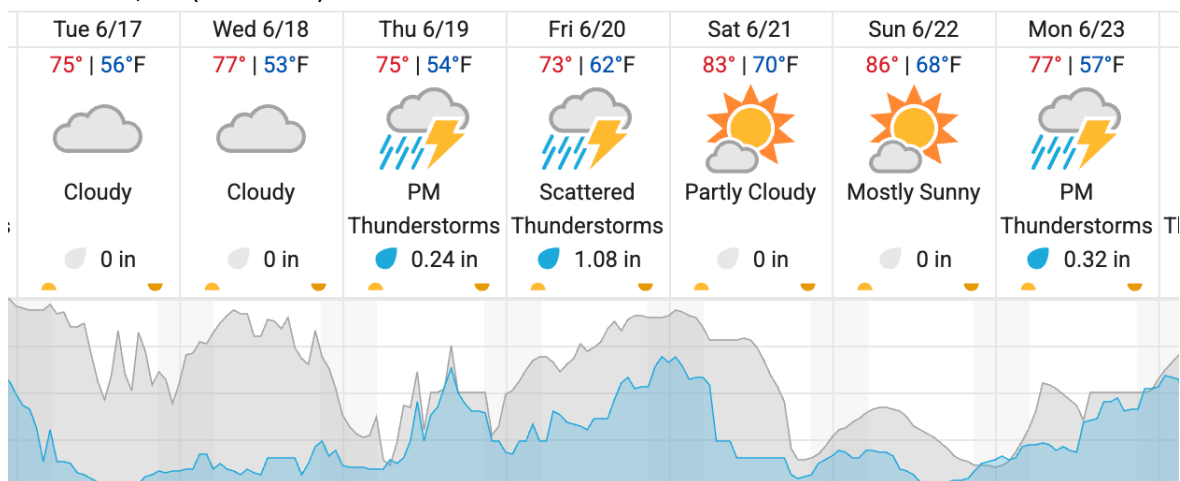 Tue 6/17 Wed 6/18 Thu 6/19 Fri 6/20 Sat 6/21 Sun 6/22 Mon 6/23
75° | 56°F 77° | 53°F 75° | 54°F 73° | 62°F 83° | 70°F 86° | 68°F 77° | 57°F
Cloudy Cloudy PM Scattered Partly Cloudy Mostly Sunny PM
Thunderstorms Thunderstorms Thunderstorms
0 in 0 in 0.24 in 1.08 in 0 in 0 in 0.32 in